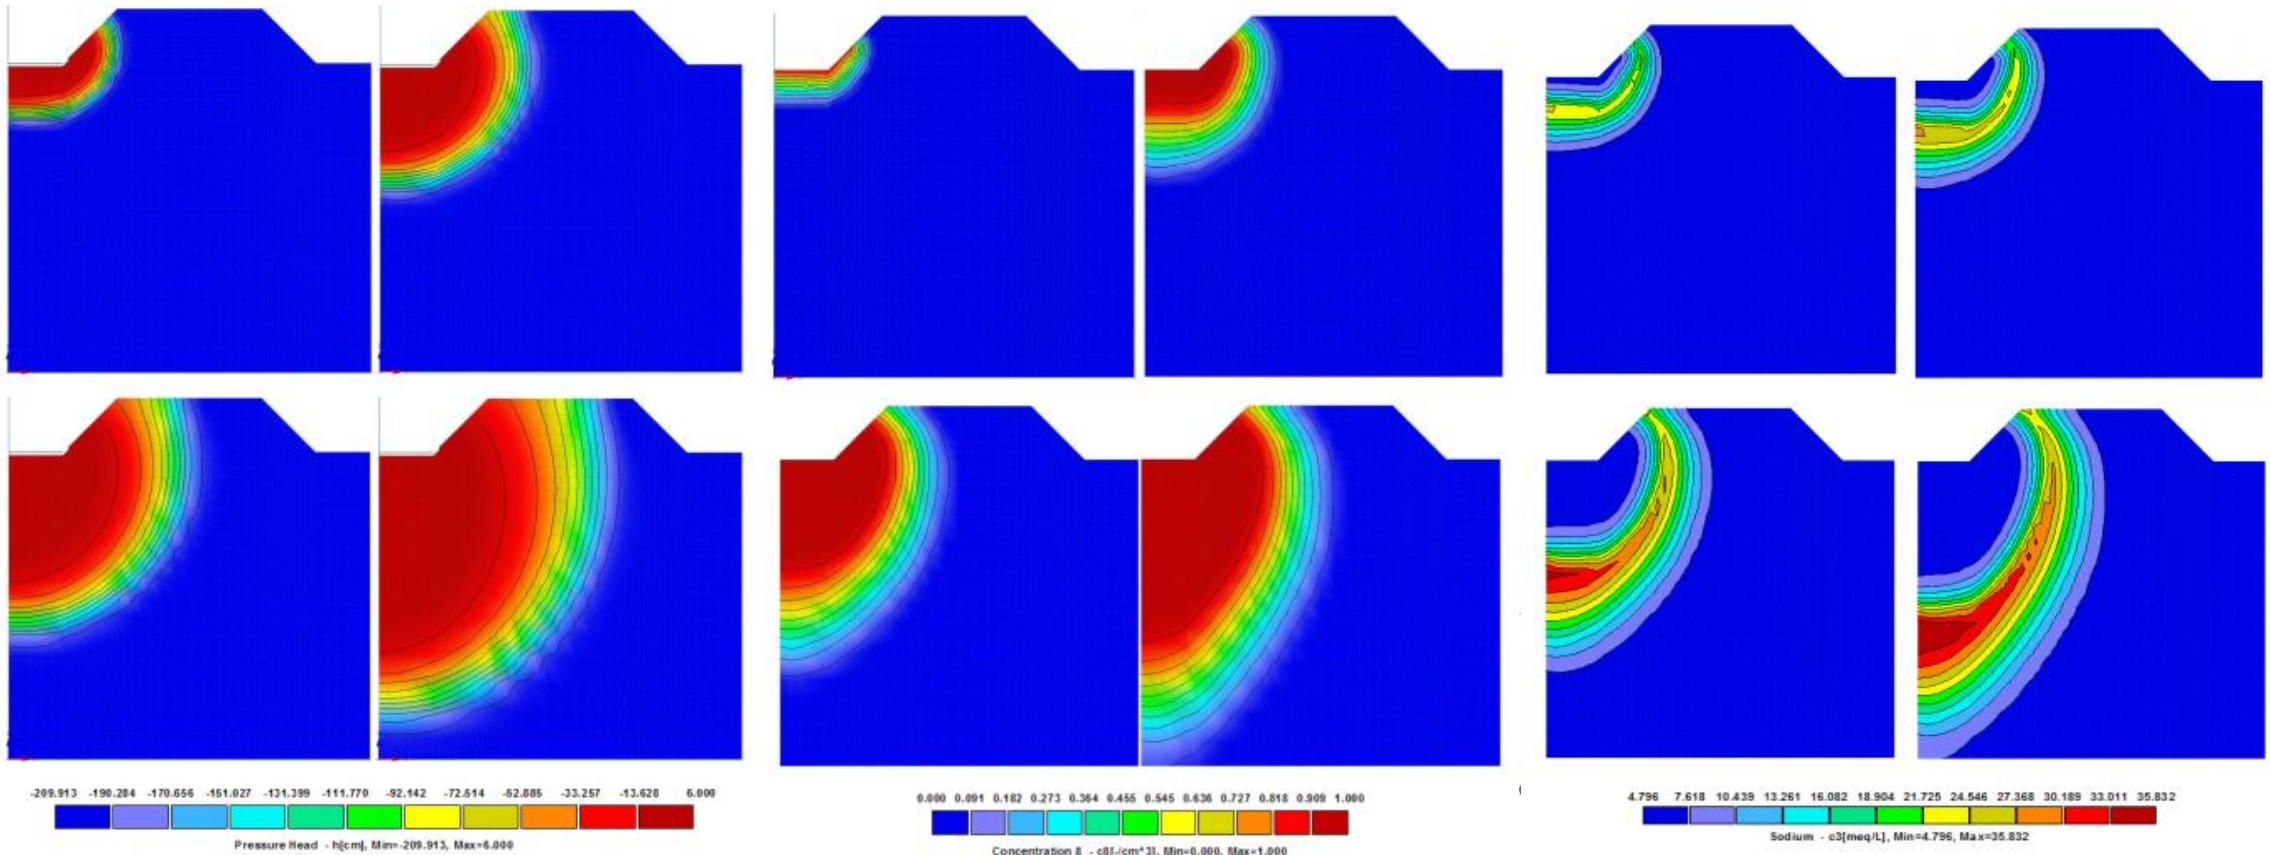 -209.913 -190.284 -170.656 -151.027 -131.399 -111.770 -92.142 -72.514 -52.885 -33.257 -13.628 6.000
Pressure Head - h[cm], Min=-209.913, Max=6.000
0.000 0.091 0.182 0.273 0.364 0.455 0.545 0.636 0.727 0.818 0.909 1.000
Concentration 8 - c8[-/cm^3], Min=0.000, Max=1.000
4.796 7.618 10.439 13.261 16.082 18.904 21.725 24.546 27.368 30.189 33.011 35.832
Sodium - c3[meq/L], Min=4.796, Max=35.832